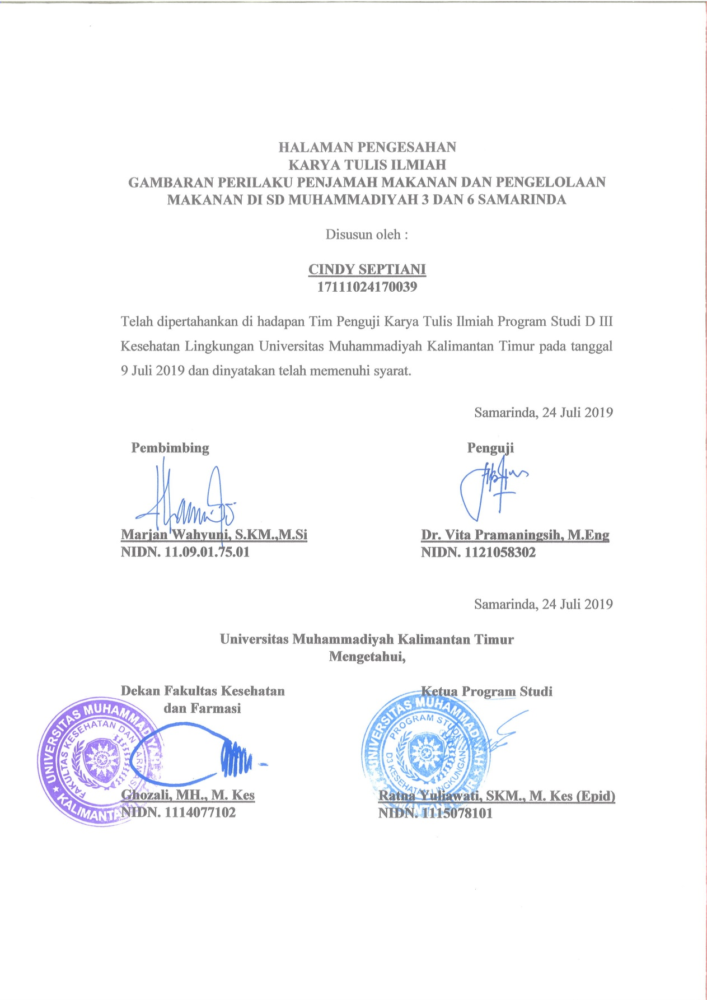 HALAMAN PENGESAHAN
KARYA TULIS ILMIAH
GAMBARAN PERILAKU PENJAMAH MAKANAN DAN PENGELOLAAN
MAKANAN DI SD MUHAMMADIYAH 3 DAN 6 SAMARINDA
Disusun oleh :
CINDY SEPTIANI
17111024170039
Telah dipertahankan di hadapan Tim Penguji Karya Tulis Ilmiah Program Studi D III
Kesehatan Lingkungan Universitas Muhammadiyah Kalimantan Timur pada tanggal
9 Juli 2019 dan dinyatakan telah memenuhi syarat.
Samarinda, 24 Juli 2019
Pembimbing
Penguji
Marjan Wahyuni, S.KM.,M.Si
NIDN. 11.09.01.75.01
Dr. Vita Pramaningsih, M.Eng
NIDN. 1121058302
Samarinda, 24 Juli 2019
Universitas Muhammadiyah Kalimantan Timur
Mengetahui,
Dekan Fakultas Kesehatan
dan Farmasi
Ketua Program Studi
UNIVERSITAS MUHAMMADIYAH
FAKULTAS KESEHATAN DAN FARMASI
UNIVERSITAS MUHAMMADIYAH
PROGRAM STUDI
D3 KESEHATAN LINGKUNGAN
Ghozali, MH., M. Kes
NIDN. 1114077102
Ratna Yuliawati, SKM., M. Kes (Epid)
NIDN. 1115078101